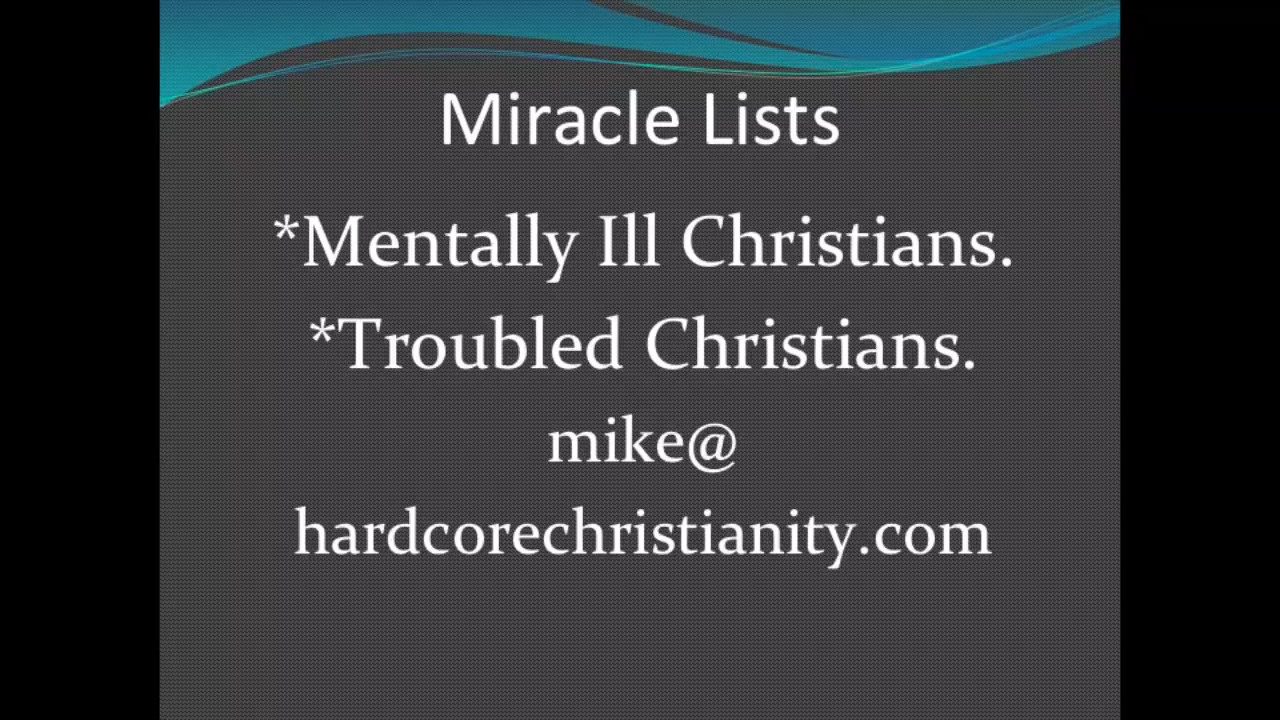 Miracle Lists
*Mentally Ill Christians.
*Troubled Christians.
mike@
hardcorechristianity.com